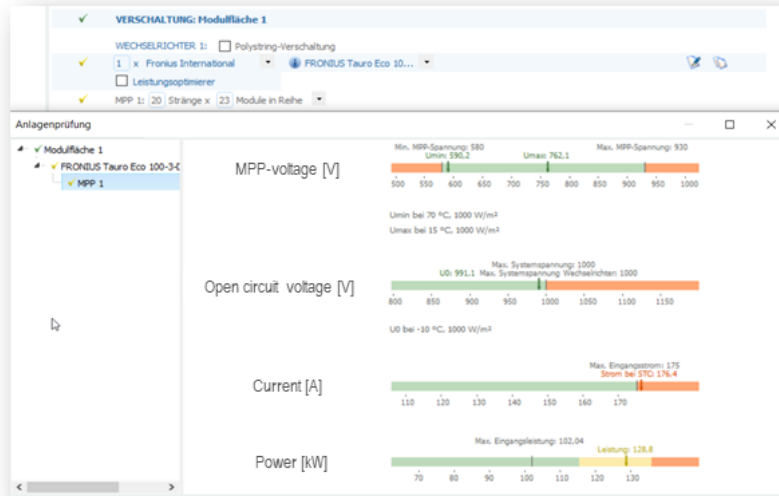 VERSCHALTUNG: Modulfläche 1
WECHSELRICHTER 1: Polystring-Verschaltung
1 x Fronius International FRONIUS Tauro Eco 10...
Leistungsoptimierer
MPP 1: 20 Stränge x 23 Module in Reihe
Anlagenprüfung
Modulfläche 1
FRONIUS Tauro Eco 100-3-D
MPP 1
MPP-voltage [V]
Min. MPP-Spannung: 580 Max. MPP-Spannung: 930
Umin: 590,2 Umax: 762,1
500 550 600 650 700 750 800 850 900 950 1000
Umin bei 70 °C, 1000 W/m²
Umax bei 15 °C, 1000 W/m²
Open circuit voltage [V]
Max. Systemspannung: 1000
U0: 991,1 Max. Systemspannung Wechselrichten 1000
800 850 900 950 1000 1050 1100 1150
U0 bei -10 °C, 1000 W/m²
Current [A]
Max. Eingangsstrom: 175
Strom bei STC: 176,4
110 120 130 140 150 160 170
Power [kW]
Max. Eingangsleistung: 102,04
Leistung: 128,8
70 80 90 100 110 120 130